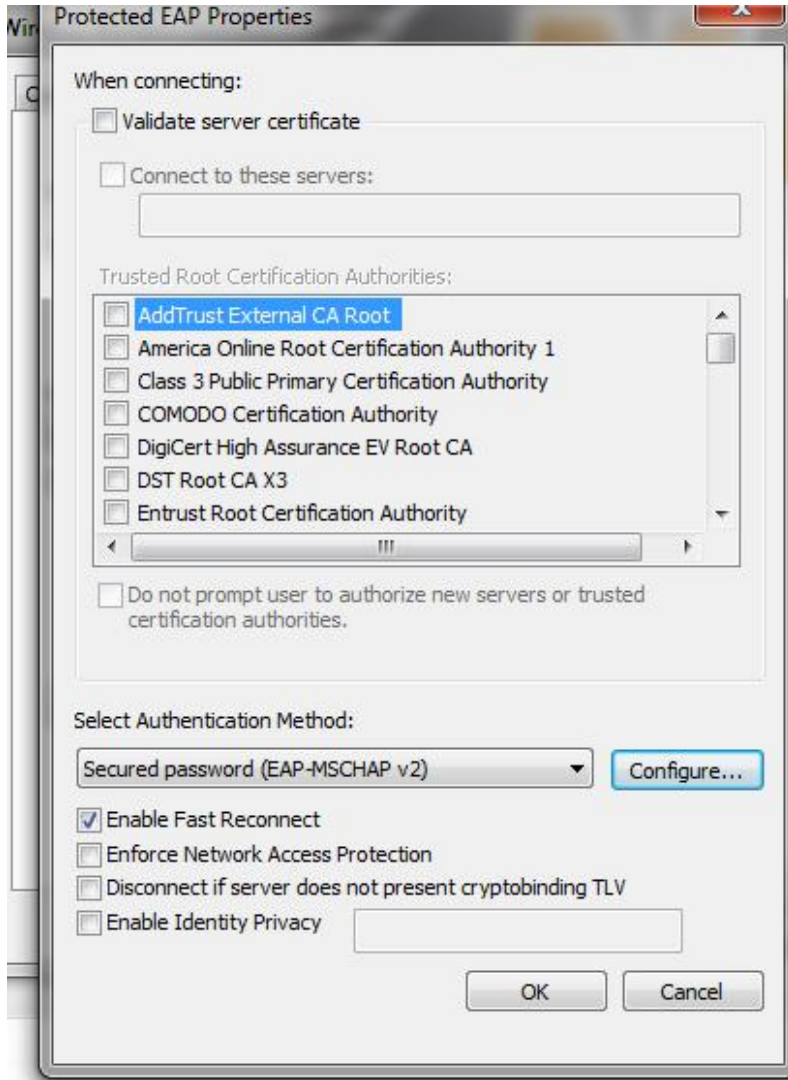 Protected EAP Properties
When connecting:
Validate server certificate
Connect to these servers:
Trusted Root Certification Authorities:
AddTrust External CA Root
America Online Root Certification Authority 1
Class 3 Public Primary Certification Authority
COMODO Certification Authority
DigiCert High Assurance EV Root CA
DST Root CA X3
Entrust Root Certification Authority
Do not prompt user to authorize new servers or trusted
certification authorities.
Select Authentication Method:
Secured password (EAP-MSCHAP v2)
Configure...
Enable Fast Reconnect
Enforce Network Access Protection
Disconnect if server does not present cryptobinding TLV
Enable Identity Privacy
OK
Cancel